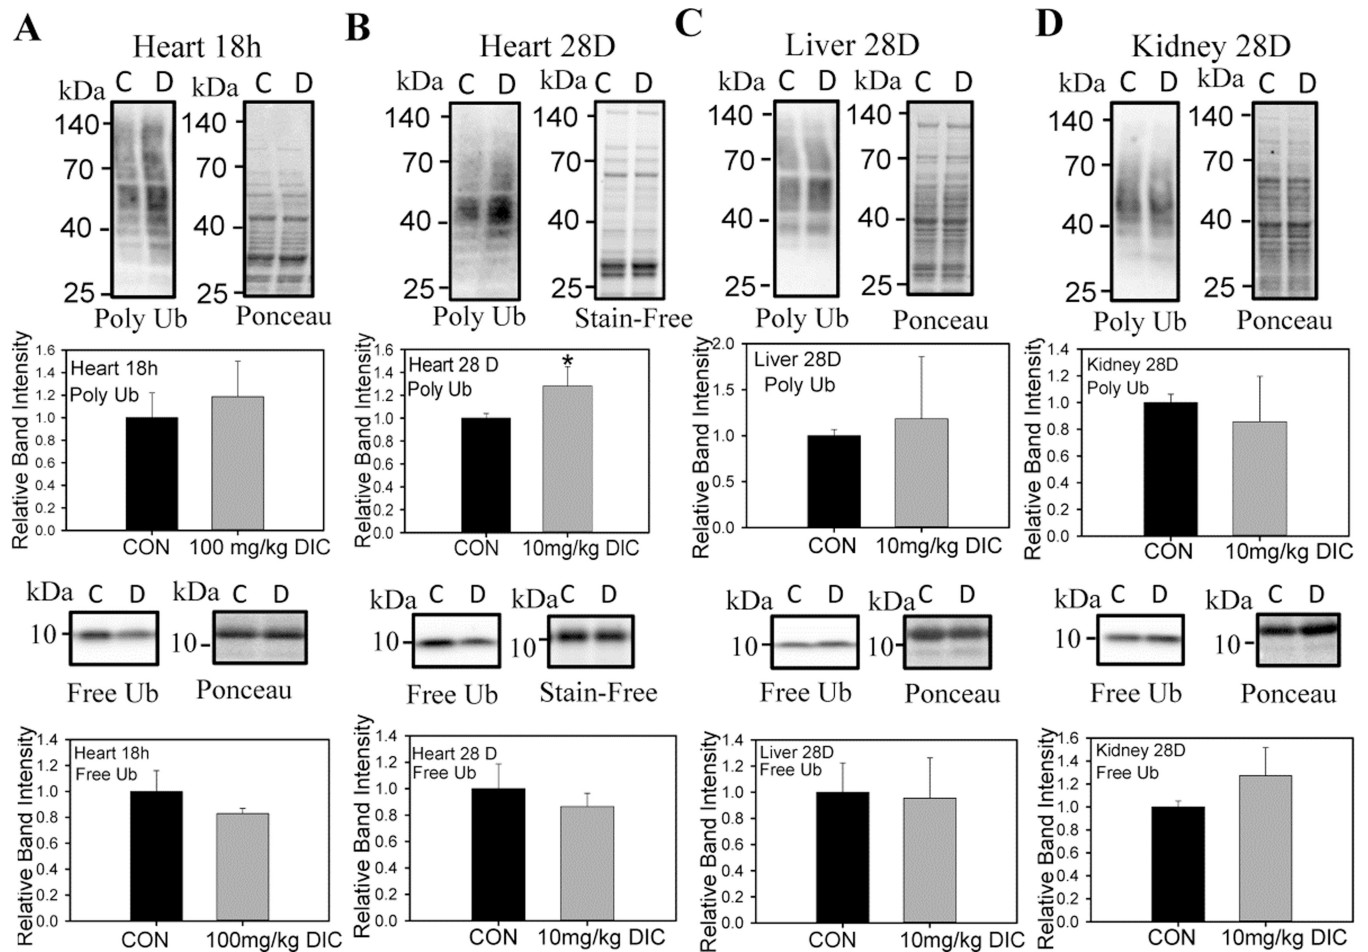 A
Heart 18h
kDa C D kDa C D
140 140
70 70
40 40
25 25
Poly Ub Ponceau
Relative Band Intensity
1.6
1.4
1.2
1.0
0.8
0.6
0.4
0.2
0.0
Heart 18h
Poly Ub
CON 100 mg/kg DIC
kDa C D kDa C D
10 10
Free Ub Ponceau
Relative Band Intensity
1.4
1.2
1.0
0.8
0.6
0.4
0.2
0.0
Heart 18h
Free Ub
CON 100mg/kg DIC
B
Heart 28D
kDa C D kDa C D
140 140
70 70
40 40
25 25
Poly Ub Stain-Free
Relative Band Intensity
1.6
1.4
1.2
1.0
0.8
0.6
0.4
0.2
0.0
Heart 28 D
Poly Ub
*
CON 10mg/kg DIC
kDa C D kDa C D
10 10
Free Ub Stain-Free
Relative Band Intensity
1.4
1.2
1.0
0.8
0.6
0.4
0.2
0.0
Heart 28 D
Free Ub
CON 10mg/kg DIC
C
Liver 28D
kDa C D kDa C D
140 140
70 70
40 40
25 25
Poly Ub Ponceau
Relative Band Intensity
2.0
1.5
1.0
0.5
0.0
Liver 28D
Poly Ub
CON 10mg/kg DIC
kDa C D kDa C D
10 10
Free Ub Ponceau
Relative Band Intensity
1.4
1.2
1.0
0.8
0.6
0.4
0.2
0.0
Liver 28D
Free Ub
CON 10mg/kg DIC
D
Kidney 28D
kDa C D kDa C D
140 140
70 70
40 40
25 25
Poly Ub Ponceau
Relative Band Intensity
1.4
1.2
1.0
0.8
0.6
0.4
0.2
0.0
Kidney 28D
Poly Ub
CON 10mg/kg DIC
kDa C D kDa C D
10 10
Free Ub Ponceau
Relative Band Intensity
1.6
1.4
1.2
1.0
0.8
0.6
0.4
0.2
0.0
Kidney 28D
Free Ub
CON 10mg/kg DIC